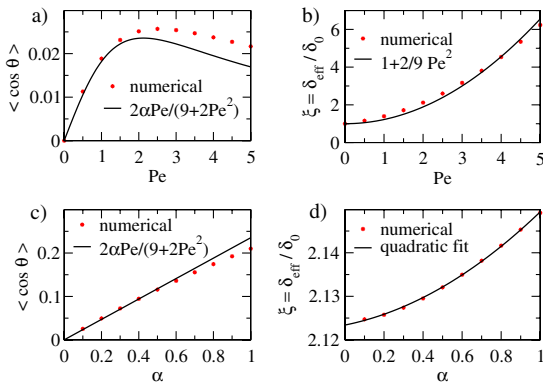 a)
< cos θ >
0.02
0.01
0
numerical
2αPe/(9+2Pe²)
0 1 2 3 4 5
Pe
b)
ξ = δeff / δ0
6
4
2
0
numerical
1+2/9 Pe²
0 1 2 3 4 5
Pe
c)
< cos θ >
0.2
0.1
0
numerical
2αPe/(9+2Pe²)
0 0.2 0.4 0.6 0.8 1
α
d)
ξ = δeff / δ0
2.14
2.13
2.12
numerical
quadratic fit
0 0.2 0.4 0.6 0.8 1
α